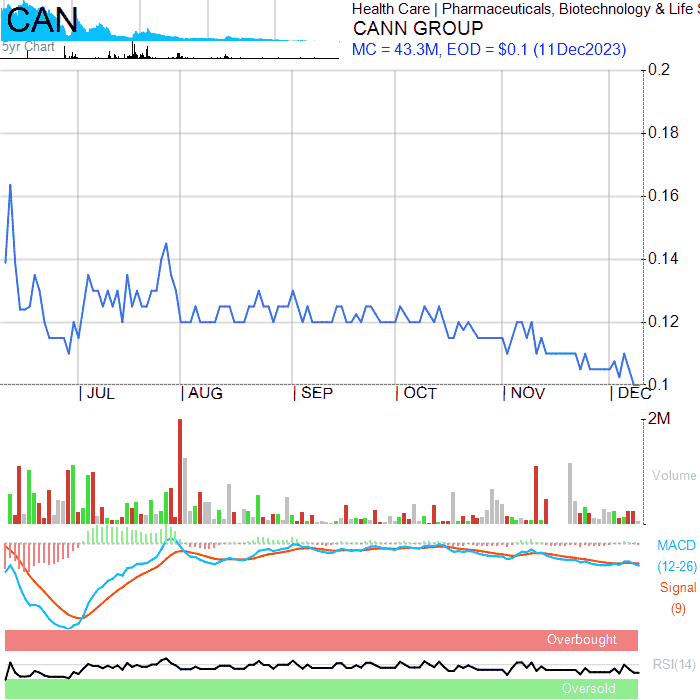 CAN
5yr Chart
Health Care | Pharmaceuticals, Biotechnology & Life S
CANN GROUP
MC = 43.3M, EOD = $0.1 (11Dec2023)
0.2
0.18
0.16
0.14
0.12
0.1
JUL AUG SEP OCT NOV DEC
2M
Volume
MACD
(12-26)
Signal
(9)
Overbought
RSI(14)
Oversold